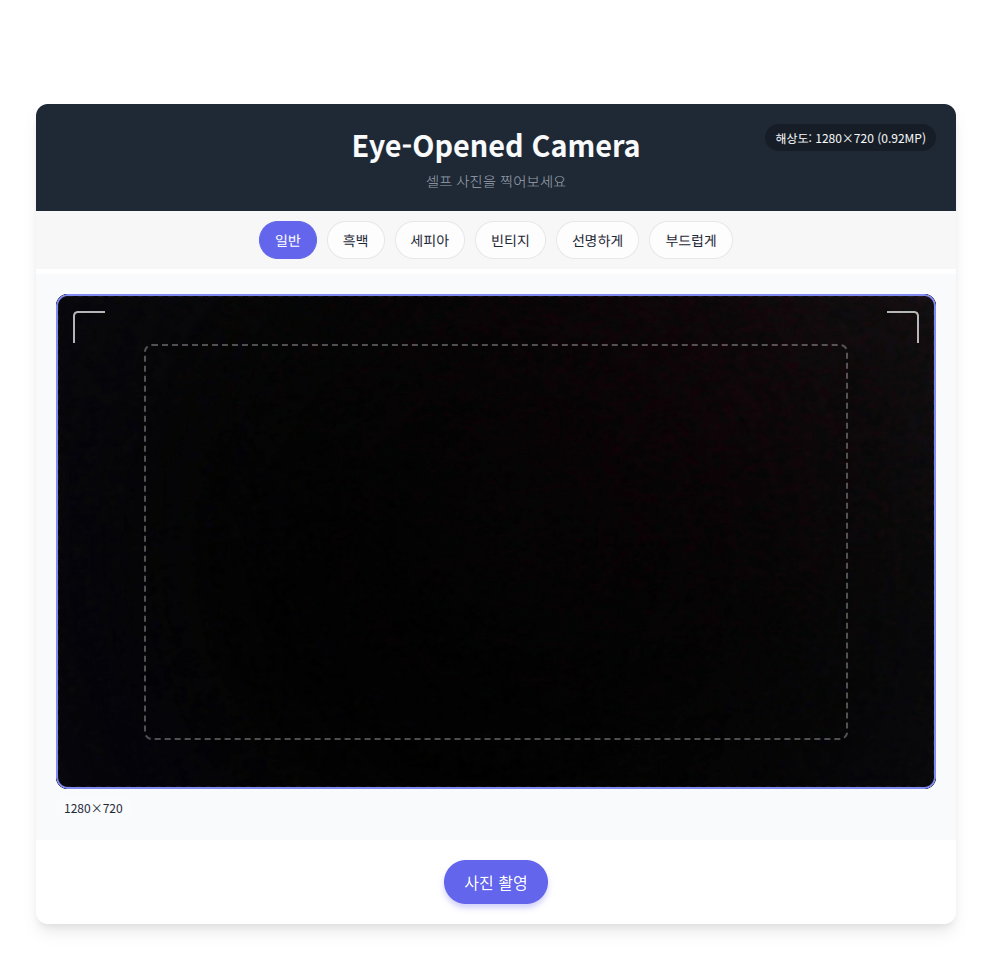 Eye-Opened Camera
해상도: 1280×720 (0.92MP)
셀프 사진을 찍어보세요
일반 흑백 세피아 빈티지 선명하게 부드럽게
1280×720
사진 촬영